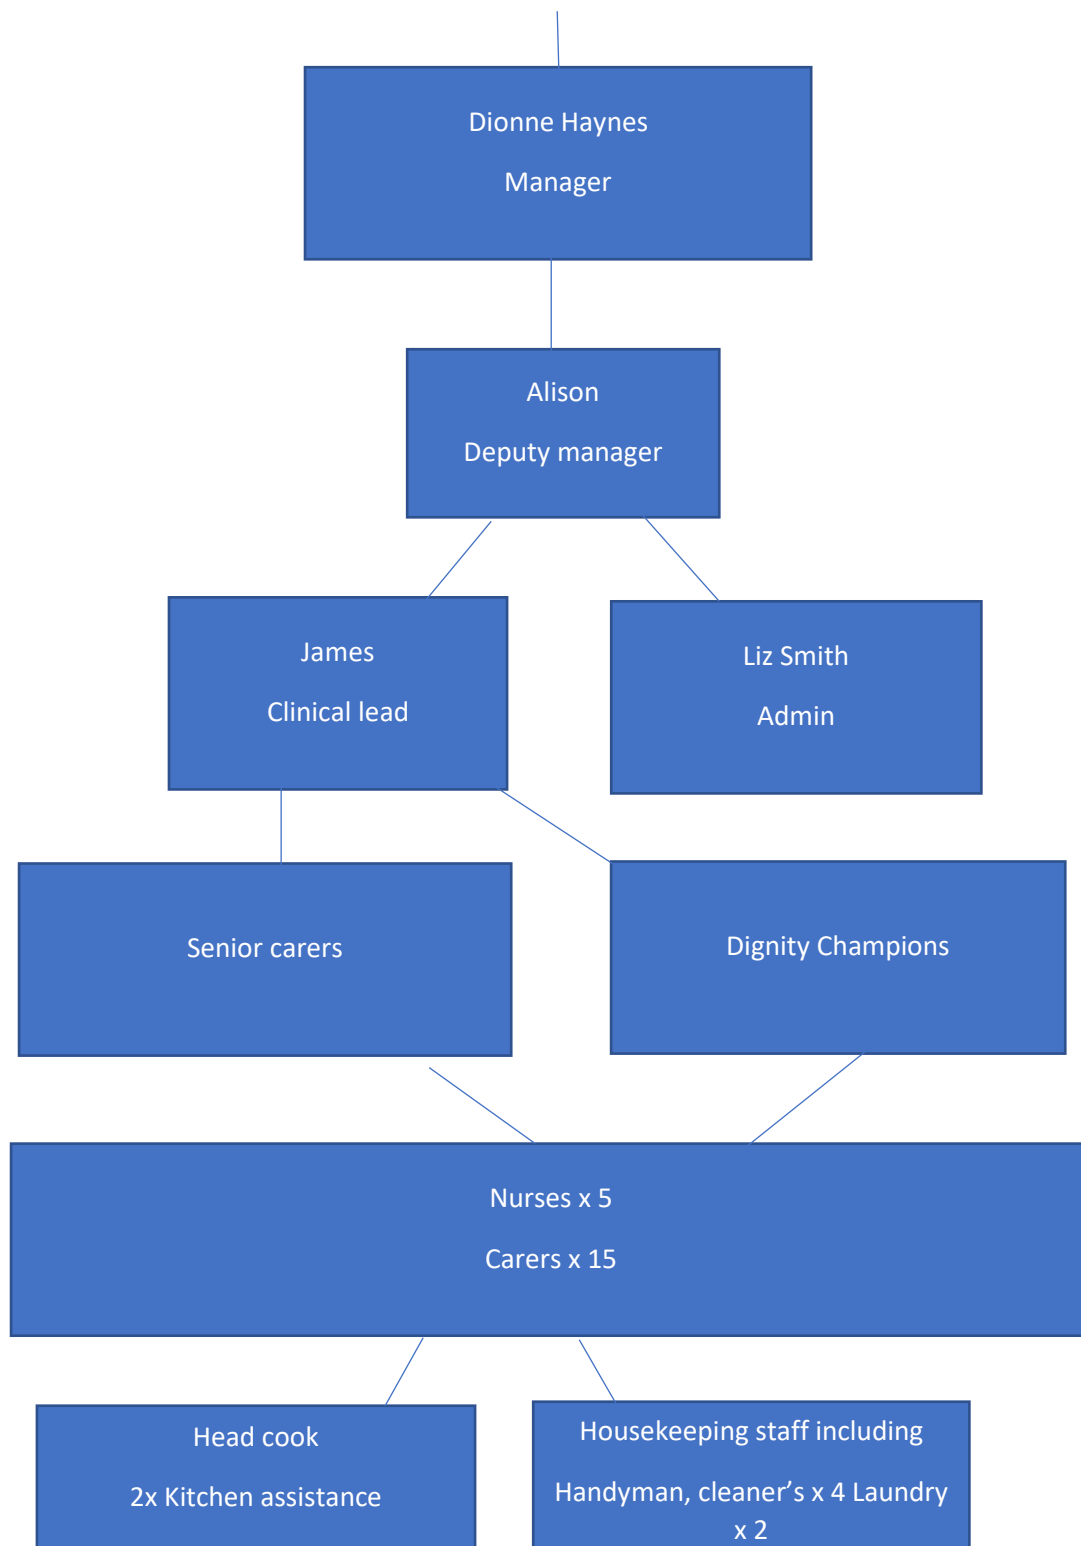 Dionne Haynes
Manager
Alison
Deputy manager
James
Clinical lead
Liz Smith
Admin
Senior carers
Dignity Champions
Nurses x 5
Carers x 15
Head cook
2x Kitchen assistance
Housekeeping staff including
Handyman, cleaner’s x 4 Laundry
x 2